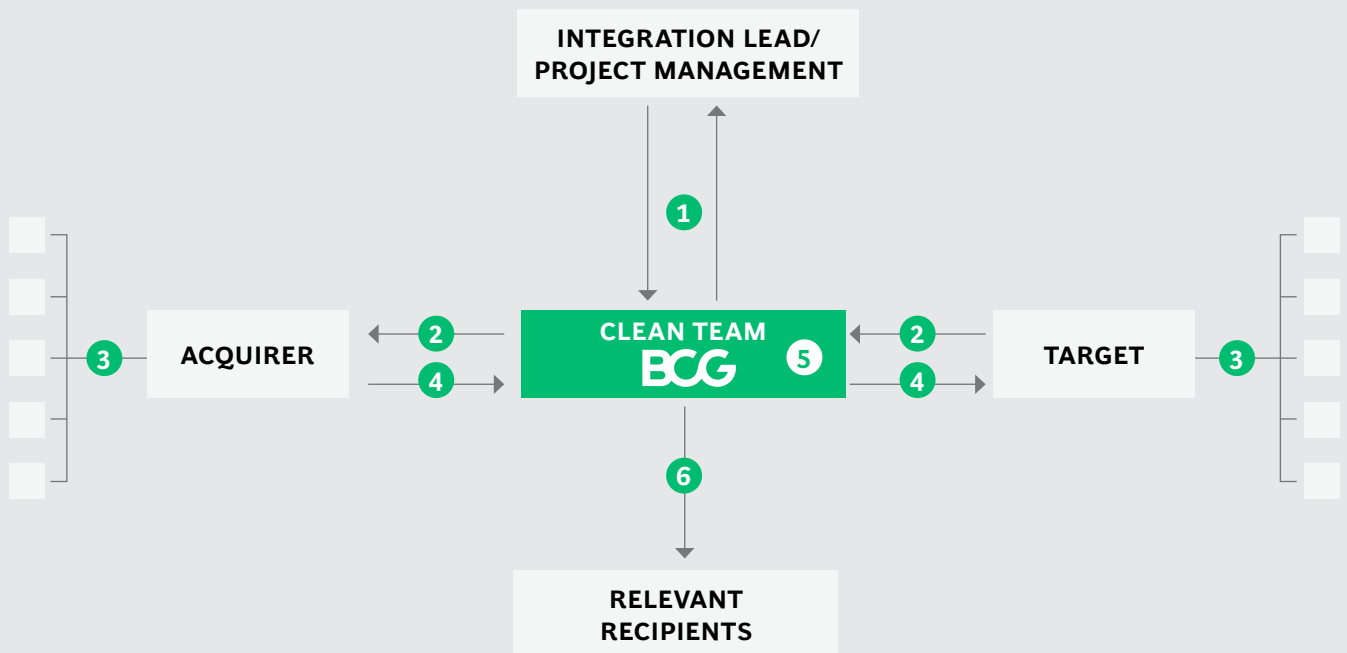 INTEGRATION LEAD/
PROJECT MANAGEMENT
1
3
ACQUIRER
2
4
CLEAN TEAM
BCG
5
2
4
TARGET
3
6
RELEVANT
RECIPIENTS